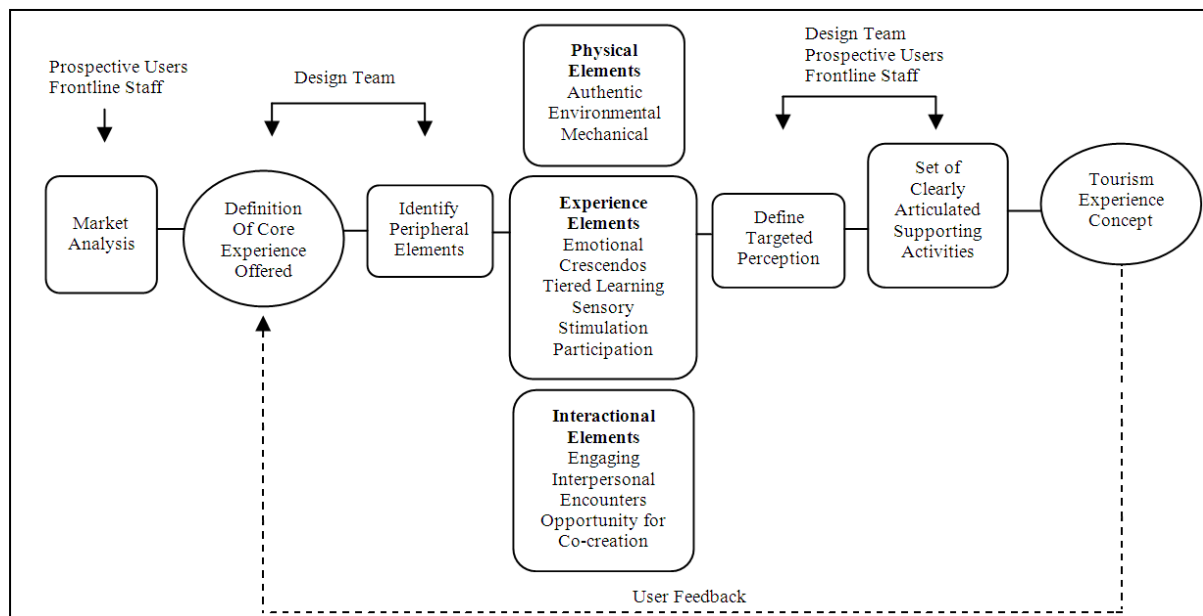 Prospective Users
Frontline Staff
Design Team
Design Team
Prospective Users
Frontline Staff
Market
Analysis
Definition
Of Core
Experience
Offered
Identify
Peripheral
Elements
Physical
Elements
Authentic
Environmental
Mechanical
Experience
Elements
Emotional
Crescendos
Tiered Learning
Sensory
Stimulation
Participation
Interactional
Elements
Engaging
Interpersonal
Encounters
Opportunity for
Co-creation
Define
Targeted
Perception
Set of
Clearly
Articulated
Supporting
Activities
Tourism
Experience
Concept
User Feedback